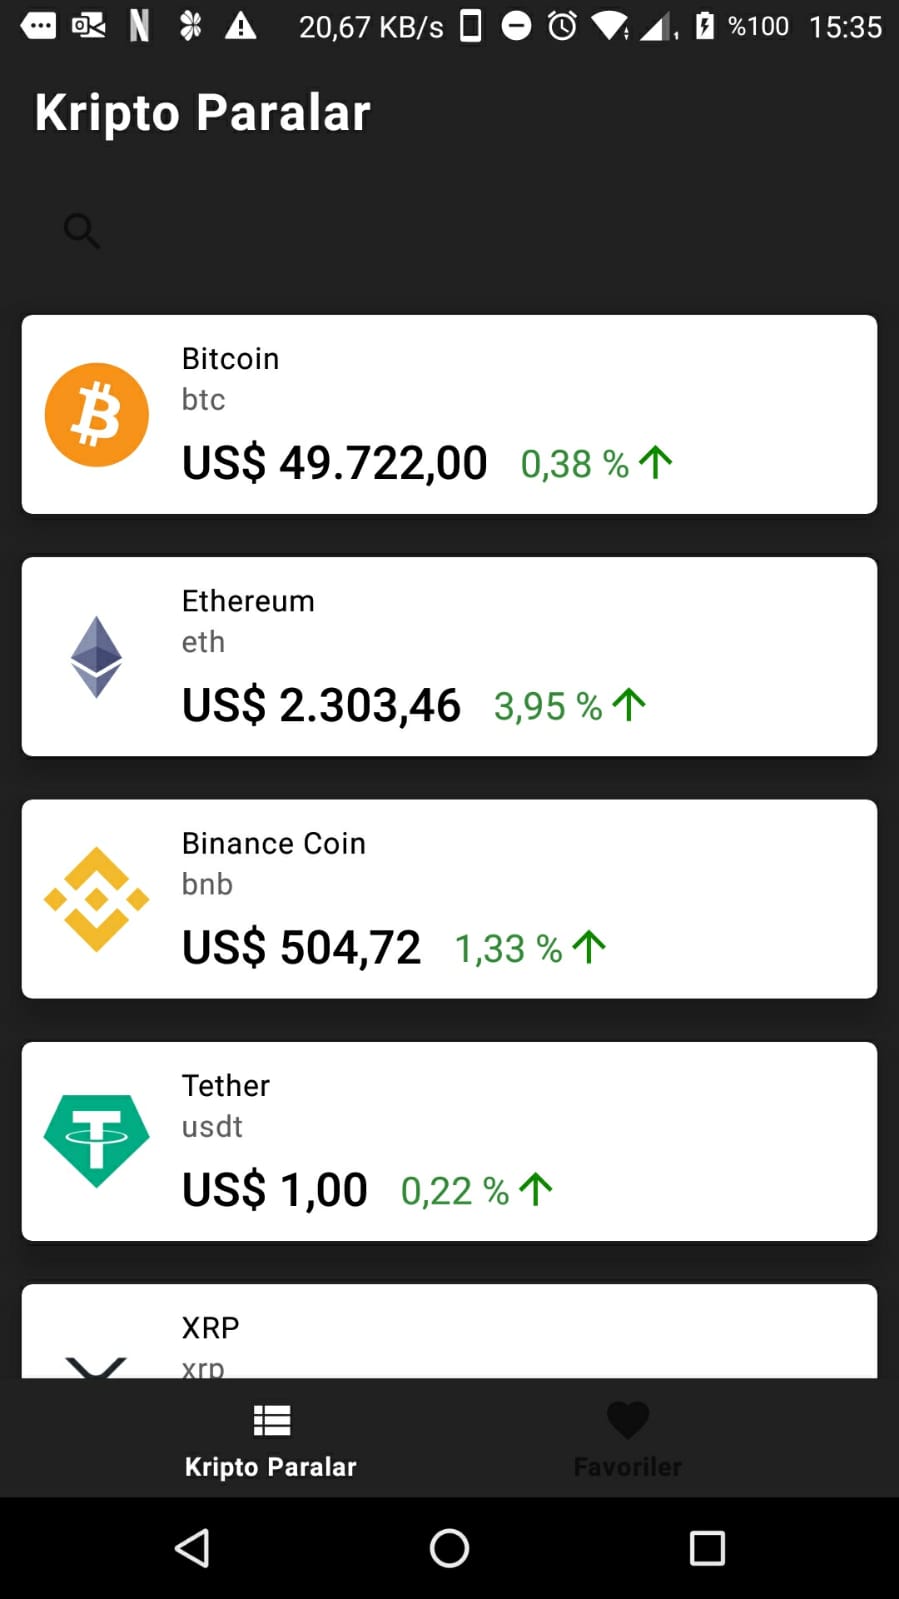 20,67 KB/s %100 15:35
Kripto Paralar
Bitcoin
btc
US$ 49.722,00 0,38 %
Ethereum
eth
US$ 2.303,46 3,95 %
Binance Coin
bnb
US$ 504,72 1,33 %
Tether
usdt
US$ 1,00 0,22 %
XRP
xrp
Kripto Paralar Favoriler